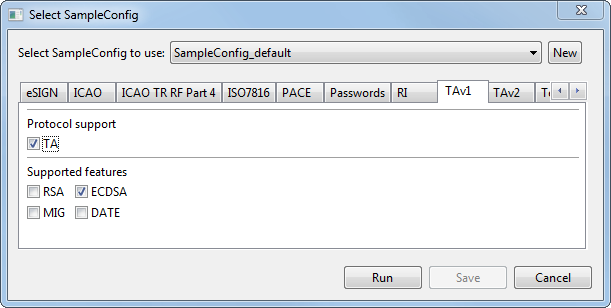 Select SampleConfig
Select SampleConfig to use: SampleConfig_default New
eSIGN ICAO ICAO TR RF Part 4 ISO7816 PACE Passwords RI TAv1 TAv2
Protocol support
TA
Supported features
RSA ECDSA
MIG DATE
Run Save Cancel